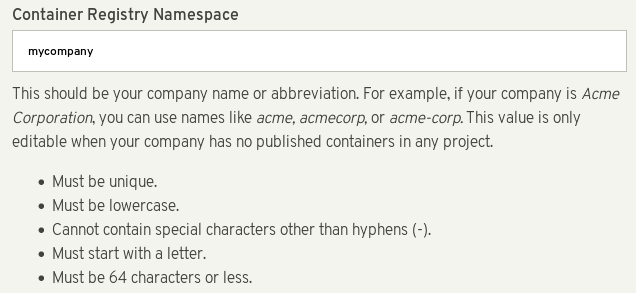 Container Registry Namespace
mycompany
This should be your company name or abbreviation. For example, if your company is Acme
Corporation, you can use names like acme, acmecorp, or acme-corp. This value is only
editable when your company has no published containers in any project.
• Must be unique.
• Must be lowercase.
• Cannot contain special characters other than hyphens (-).
• Must start with a letter.
• Must be 64 characters or less.